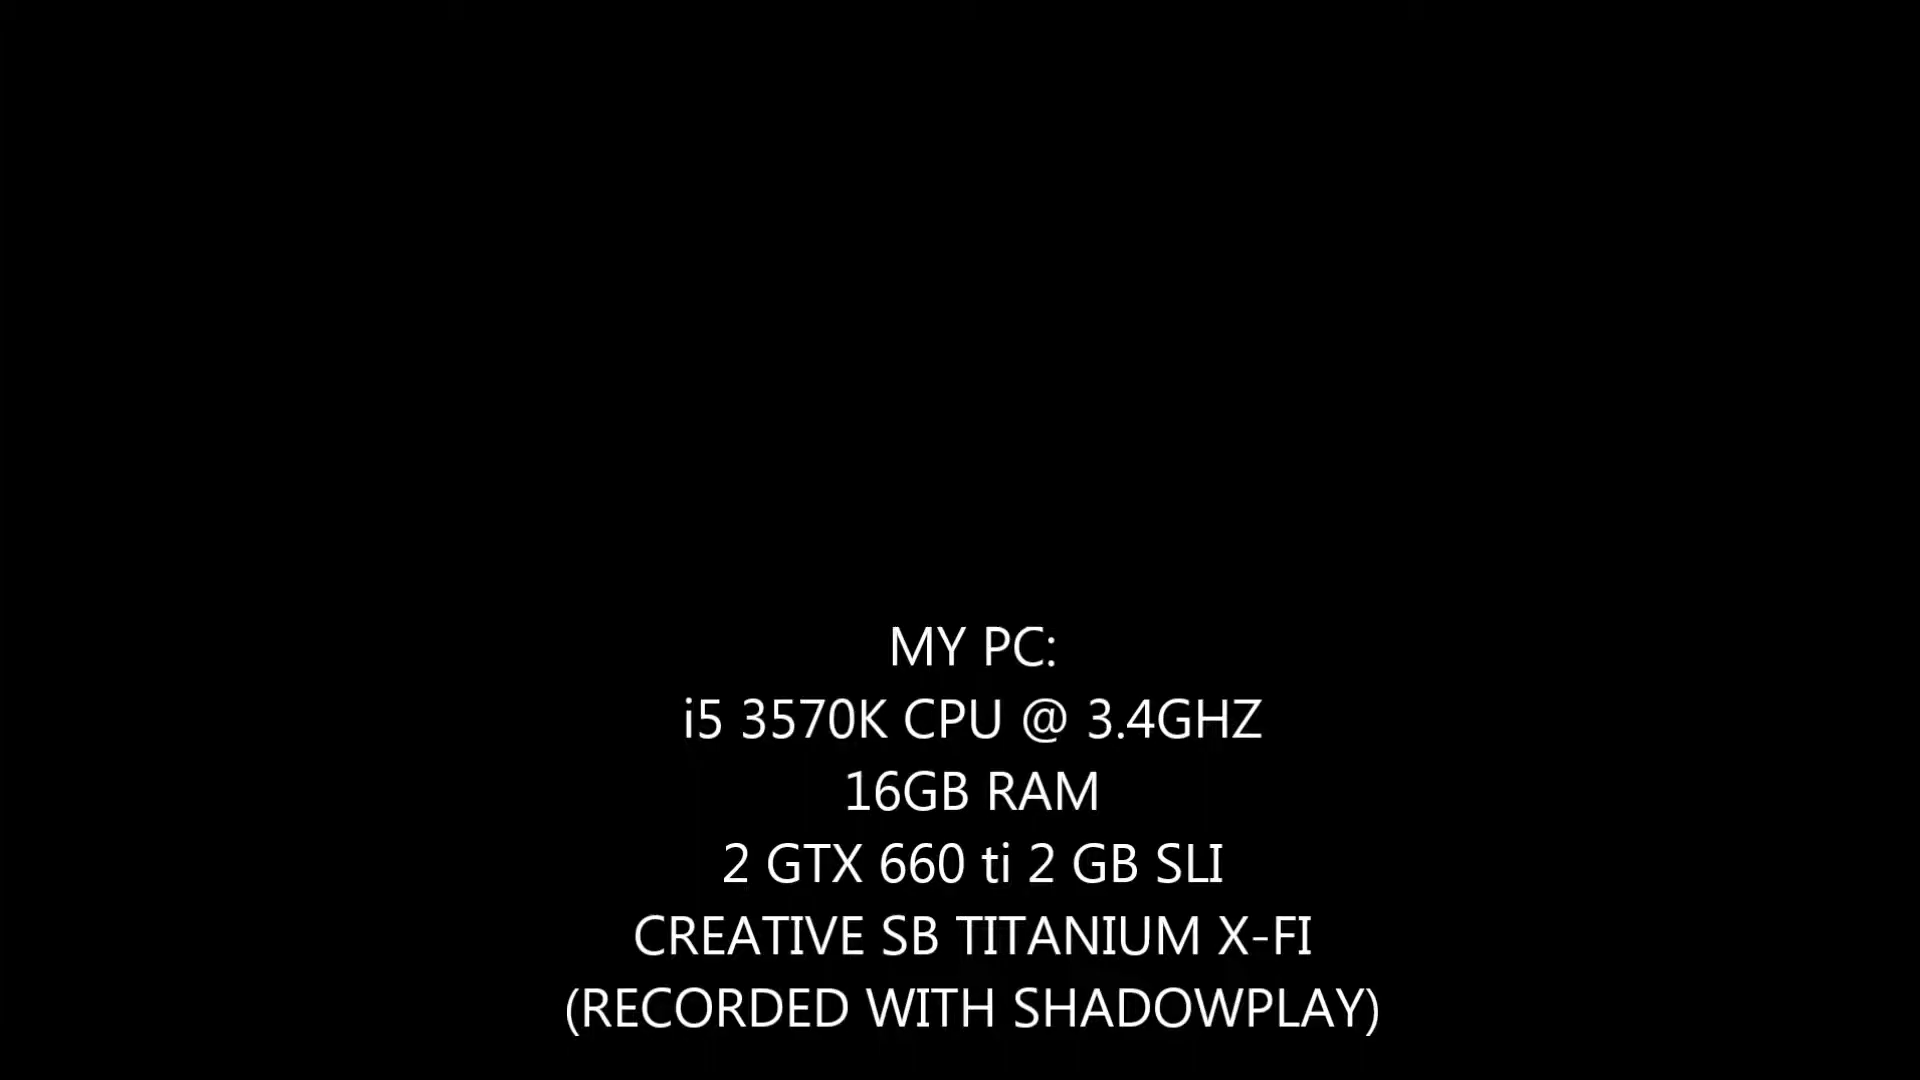 MY PC:
i5 3570K CPU @ 3.4GHZ
16GB RAM
2 GTX 660 ti 2 GB SLI
CREATIVE SB TITANIUM X-FI
(RECORDED WITH SHADOWPLAY)